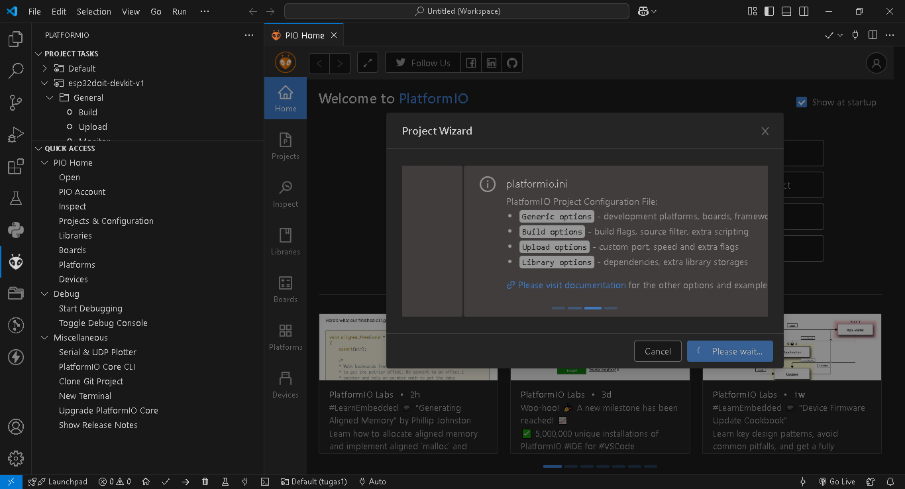 File Edit Selection View Go Run ···
Untitled (Workspace)
PLATFORMIO
PROJECT TASKS
Default
esp32doit-devkit-v1
General
Build
Upload
Monitor
QUICK ACCESS
PIO Home
Open
PIO Account
Inspect
Projects & Configuration
Libraries
Boards
Platforms
Devices
Debug
Start Debugging
Toggle Debug Console
Miscellaneous
Serial & UDP Plotter
PlatformIO Core CLI
Clone Git Project
New Terminal
Upgrade PlatformIO Core
Show Release Notes
PIO Home
Follow Us
Home
Projects
Inspect
Libraries
Boards
Platforms
Devices
Welcome to PlatformIO
Show at startup
Project Wizard
platformio.ini
PlatformIO Project Configuration File:
Generic options - development platforms, boards, framewo
Build options - build flags, source filter, extra scripting
Upload options - custom port, speed and extra flags
Library options - dependencies, extra library storages
Please visit documentation for the other options and example
Cancel
Please wait...
PlatformIO Labs • 2h
#LearnEmbedded "Generating
Aligned Memory" by Phillip Johnston
Learn how to allocate aligned memory
and implement aligned `malloc` and
PlatformIO Labs • 3d
Woo-hoo! 👉 A new milestone has been
reached! 📈
✅ 5,000,000 unique installations of
PlatformIO #IDE for #VSCode
PlatformIO Labs • 1w
#LearnEmbedded "Device Firmware
Update Cookbook"
Learn key design patterns, avoid
common pitfalls, and get a fully
Launchpad
0 0
Default (tugas1)
Auto
Go Live